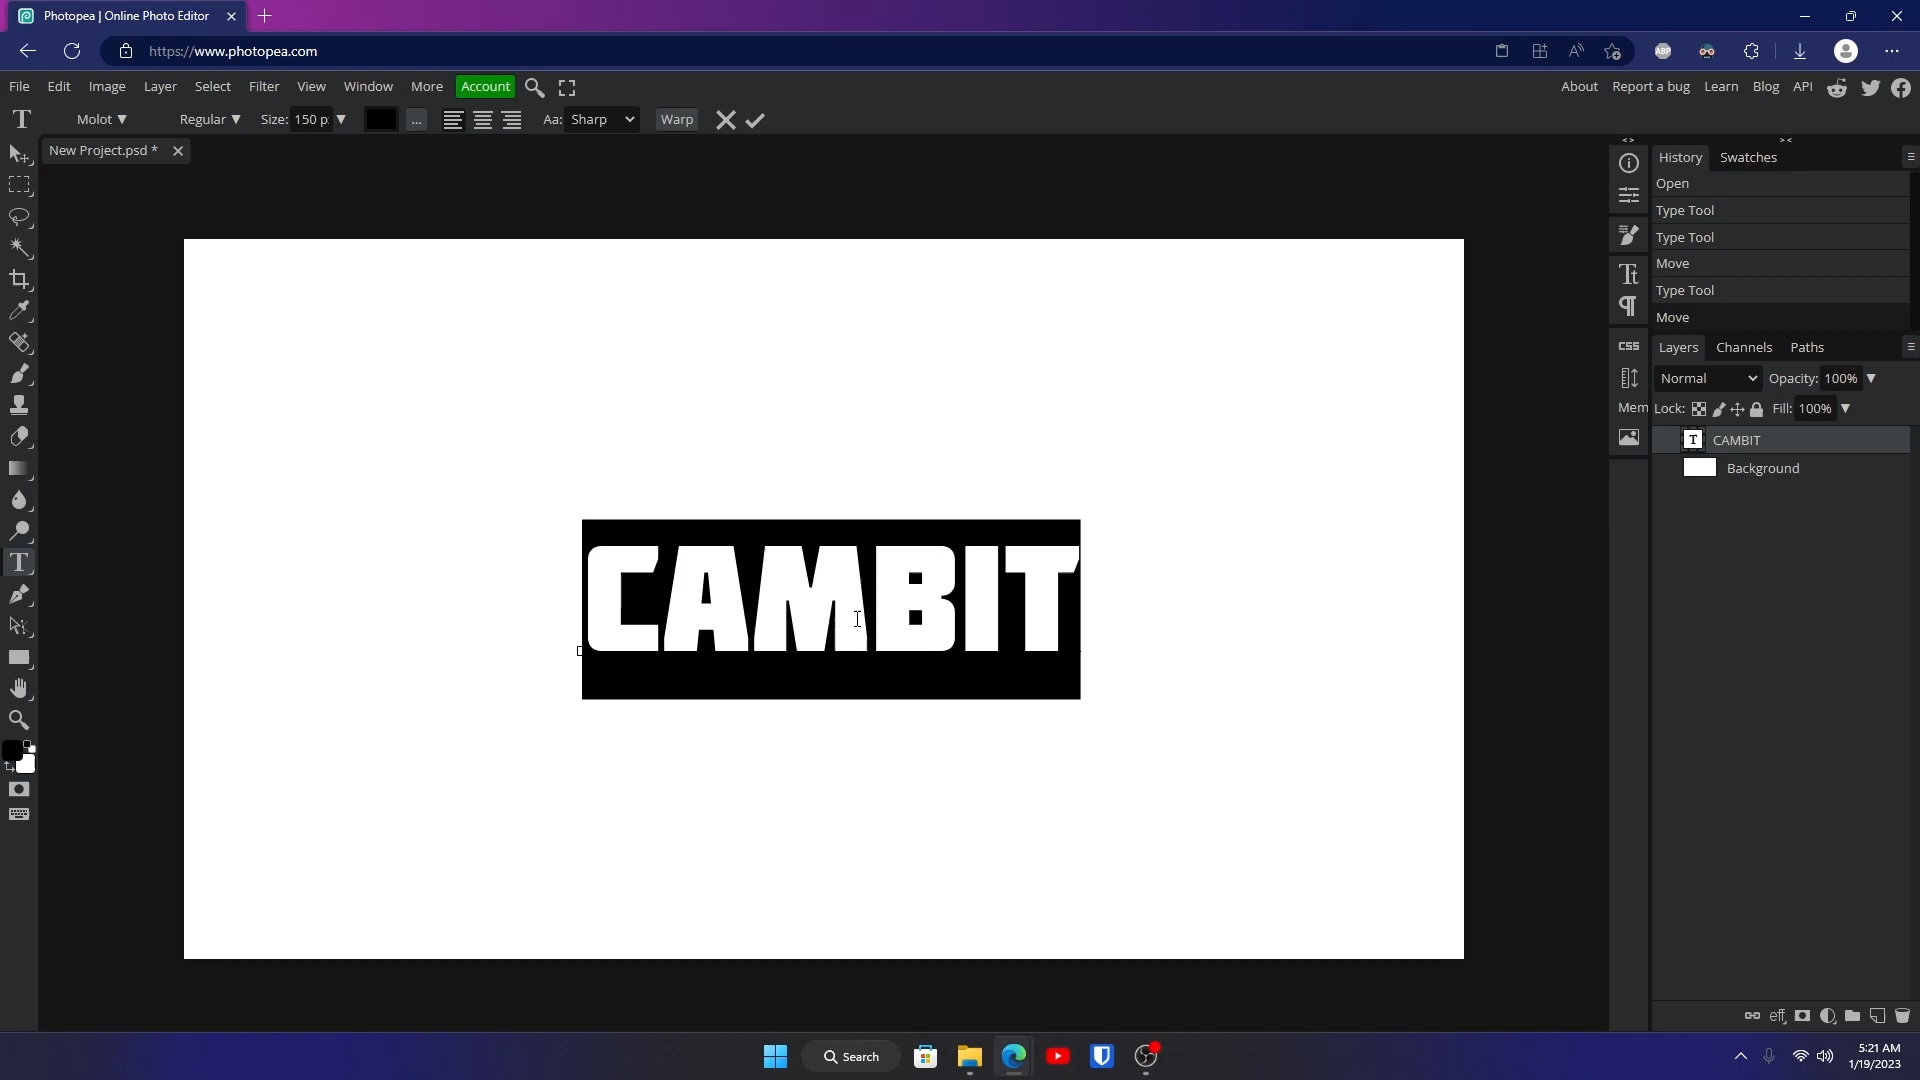 Photopea | Online Photo Editor
https://www.photopea.com
ABP
File Edit Image Layer Select Filter View Window More Account
About Report a bug Learn Blog API
T Molot ▼ Regular ▼ Size: 150 p: ▼ ... Aa: Sharp Warp
New Project.psd *
History Swatches
Open
Type Tool
Type Tool
Move
Type Tool
Move
CSS
Mem
Layers Channels Paths
Normal Opacity: 100% ▼
Lock: Fill: 100% ▼
T CAMBIT
Background
CAMBIT
eff
Search
5:21 AM
1/19/2023